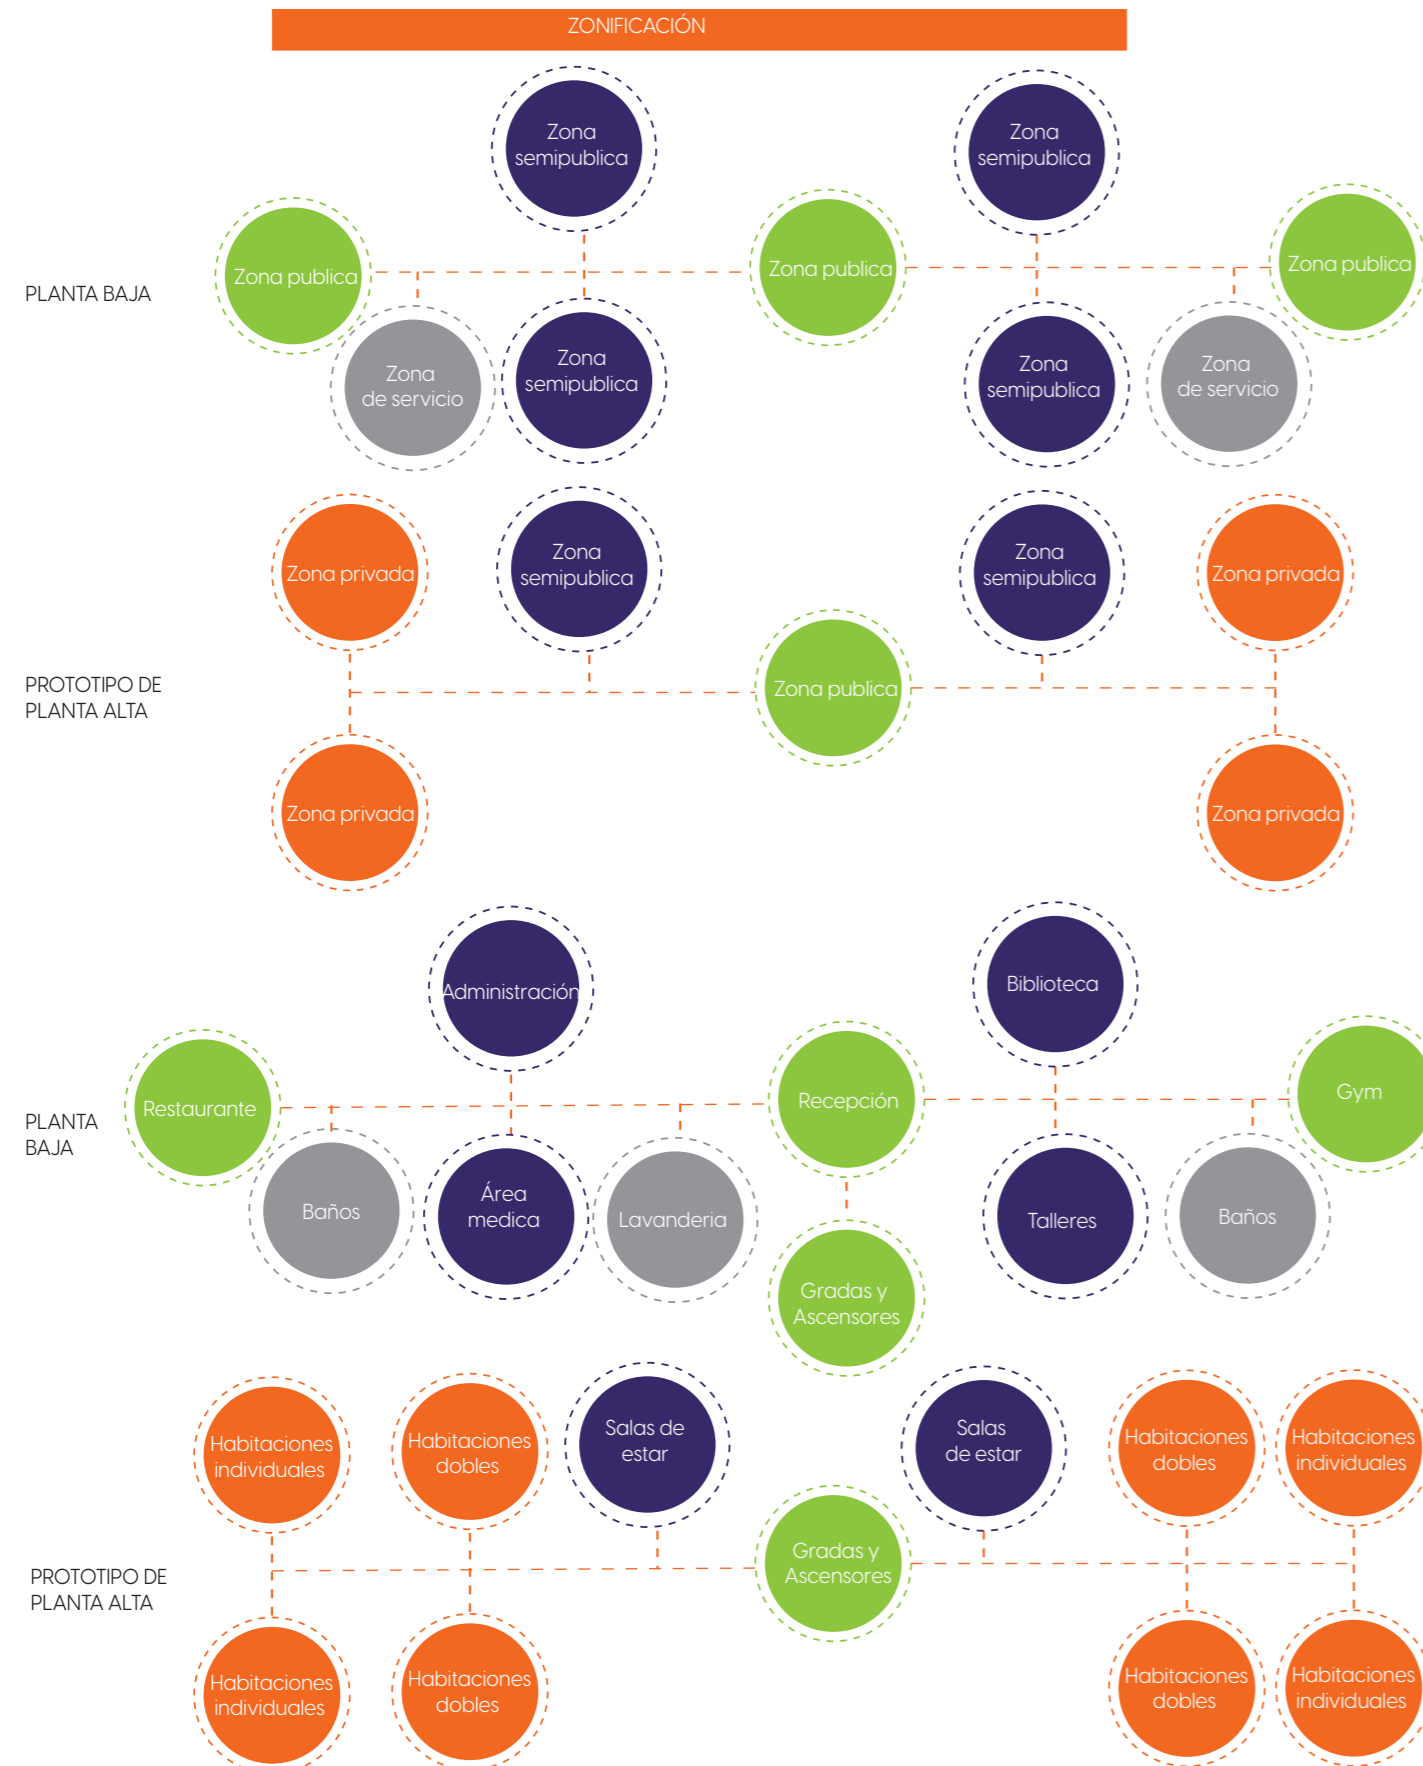 ZONIFICACIÓN
Zona
semipublica
Zona
semipublica
Zona publica
Zona publica
Zona publica
PLANTA BAJA
Zona
de servicio
Zona
semipublica
Zona
semipublica
Zona
de servicio
Zona privada
Zona
semipublica
Zona
semipublica
Zona privada
PROTOTIPO DE
PLANTA ALTA
Zona publica
Zona privada
Zona privada
Administración
Biblioteca
Restaurante
Recepción
Gym
PLANTA
BAJA
Baños
Área
medica
Lavanderia
Talleres
Baños
Gradas y
Ascensores
Habitaciones
individuales
Habitaciones
dobles
Salas de
estar
Salas
de estar
Habitaciones
dobles
Habitaciones
individuales
PROTOTIPO DE
PLANTA ALTA
Gradas y
Ascensores
Habitaciones
individuales
Habitaciones
dobles
Habitaciones
dobles
Habitaciones
individuales